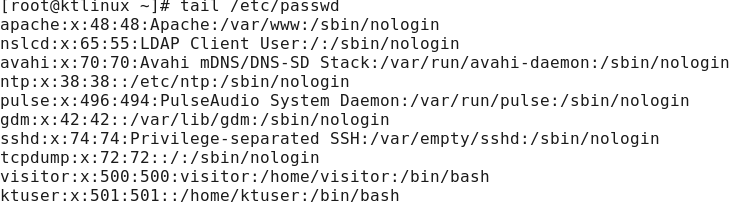 [root@ktlinux ~]# tail /etc/passwd
apache:x:48:48:Apache:/var/www:/sbin/nologin
nslcd:x:65:55:LDAP Client User:/:/sbin/nologin
avahi:x:70:70:Avahi mDNS/DNS-SD Stack:/var/run/avahi-daemon:/sbin/nologin
ntp:x:38:38::/etc/ntp:/sbin/nologin
pulse:x:496:494:PulseAudio System Daemon:/var/run/pulse:/sbin/nologin
gdm:x:42:42::/var/lib/gdm:/sbin/nologin
sshd:x:74:74:Privilege-separated SSH:/var/empty/sshd:/sbin/nologin
tcpdump:x:72:72::/:/sbin/nologin
visitor:x:500:500:visitor:/home/visitor:/bin/bash
ktuser:x:501:501::/home/ktuser:/bin/bash